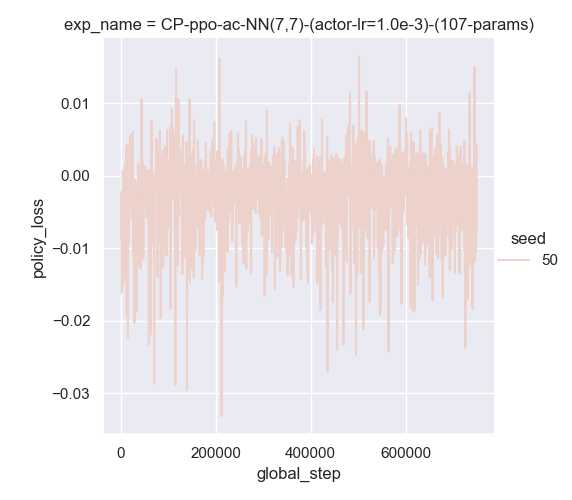 exp_name = CP-ppo-ac-NN(7,7)-(actor-lr=1.0e-3)-(107-params)
0.01
0.00
−0.01
−0.02
−0.03
policy_loss
0
200000
400000
600000
global_step
seed
50